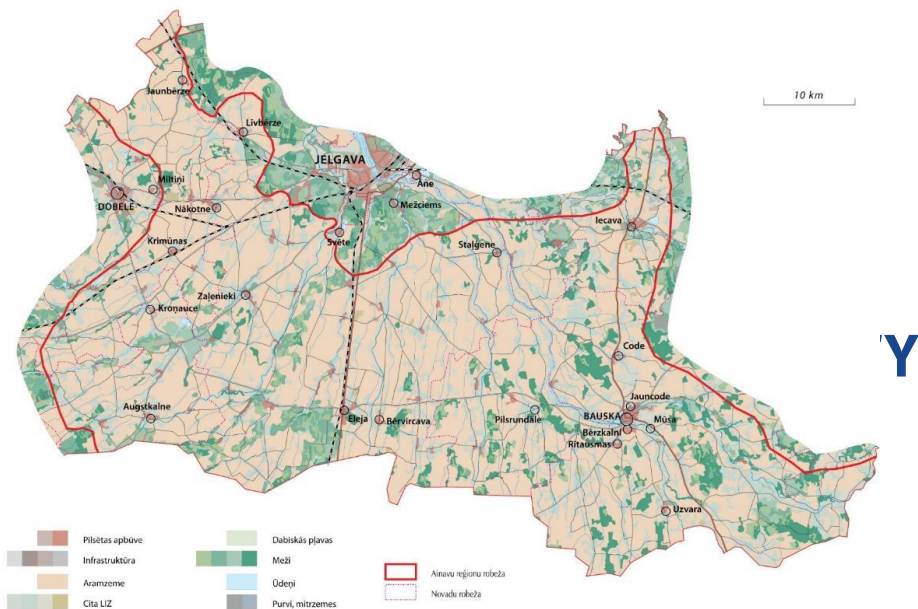 10 km
Jaunbērze
Līvbērze
JELGAVA
Āne
Miltiņi
DOBELE
Nākotne
Mežciems
Iecava
Svēte
Krimūnas
Staļģene
Zaļenieki
Kroņauce
Code
Y
Jauncode
Augstkalne
Eleja
Bērvircava
Pilsrundāle
BAUSKA
Mūsa
Bērzkalni
Rītausmas
Uzvara
Pilsētas apbūve
Dabiskās pļavas
Infrastruktūra
Meži
Aramzeme
Ūdeņi
Ainavu reģionu robeža
Cita LIZ
Purvi, mitrzemes
Novadu robeža